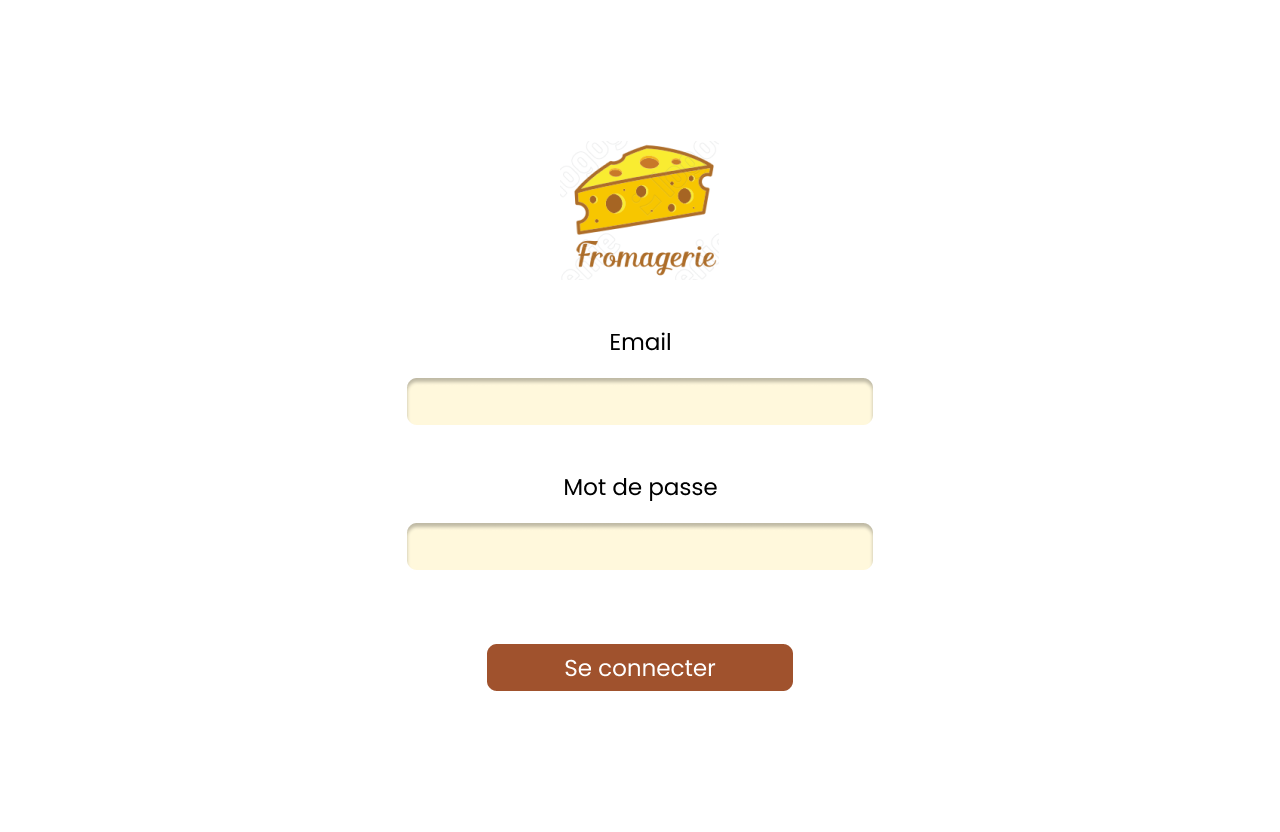 Fromagerie
Email
Mot de passe
Se connecter